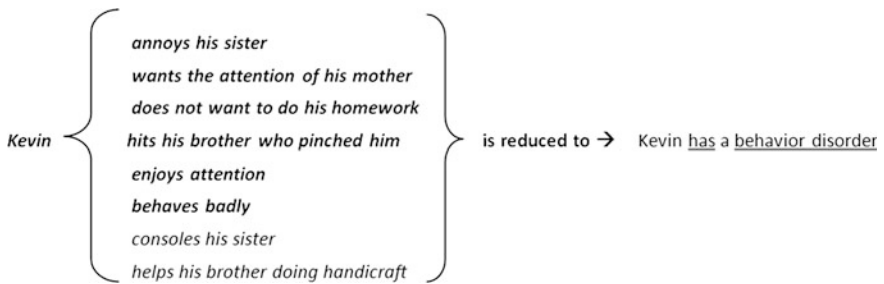 annoys his sister
wants the attention of his mother
does not want to do his homework
Kevin hits his brother who pinched him is reduced to → Kevin has a behavior disorder
enjoys attention
behaves badly
consoles his sister
helps his brother doing handicraft